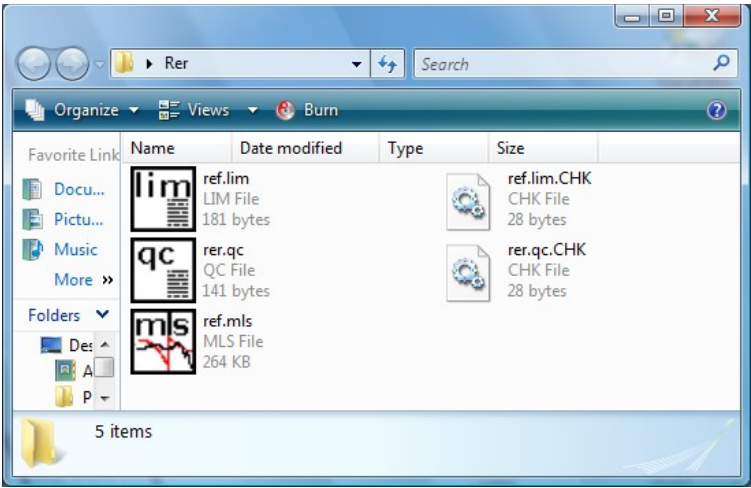 Rer
Search
Organize
Views
Burn
Favorite Link
Docu...
Pictu...
Music
More »
Folders
Des
A
P
Name
Date modified
Type
Size
lim
ref.lim
LIM File
181 bytes
ref.lim.CHK
CHK File
28 bytes
qc
rer.qc
QC File
141 bytes
rer.qc.CHK
CHK File
28 bytes
mls
ref.mls
MLS File
264 KB
5 items